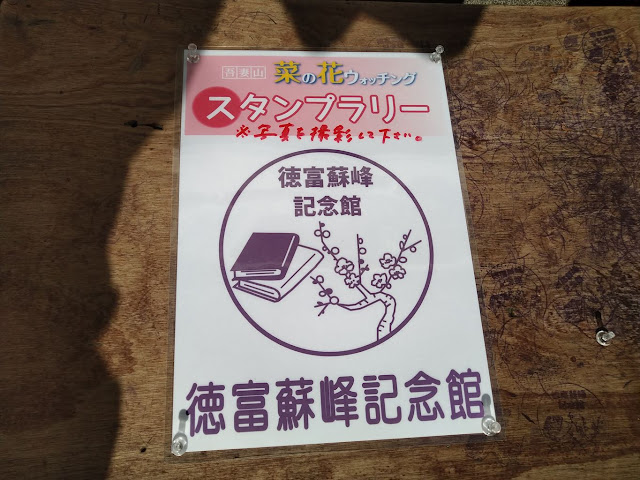 吾妻山 菜の花ウォッチング
スタンプラリー
※写真を撮影して下さい。
徳富蘇峰
記念館
徳富蘇峰記念館